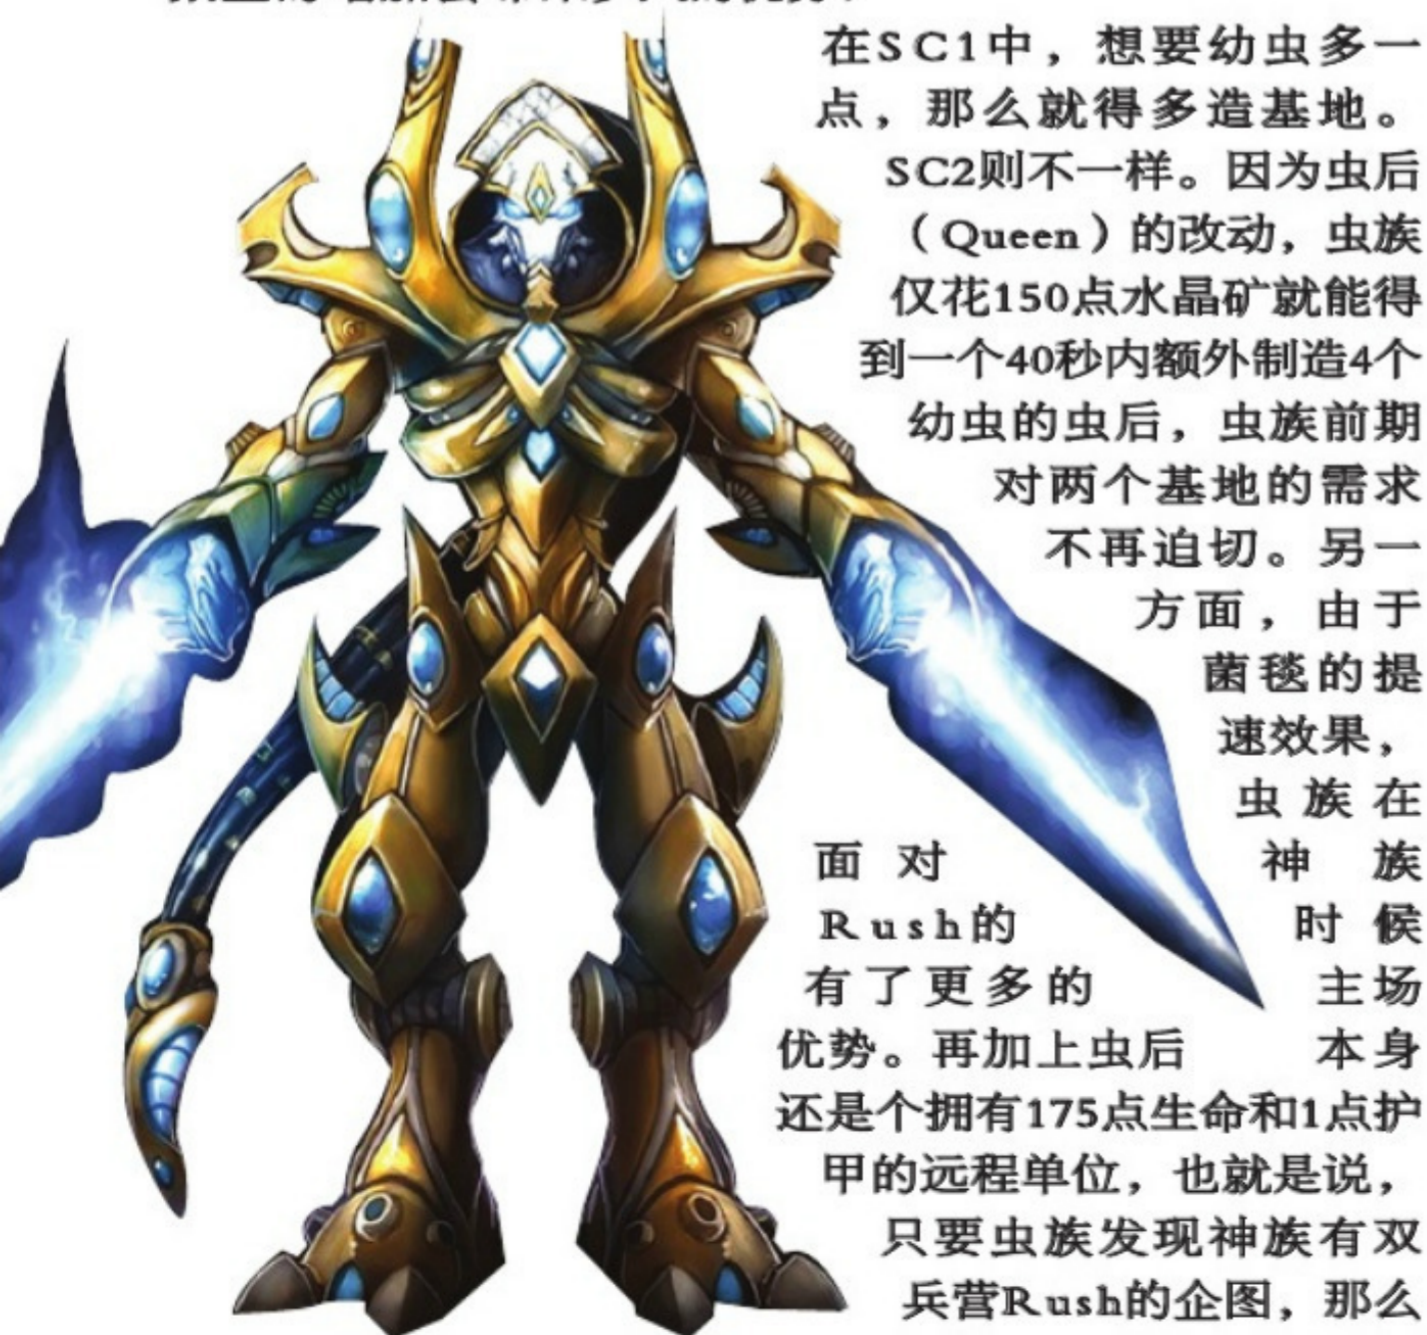 在SC1中，想要幼虫多一
点，那么就得多造基地。
SC2则不一样。因为虫后
（Queen）的改动，虫族
仅花150点水晶矿就能得
到一个40秒内额外制造4个
幼虫的虫后，虫族前期
对两个基地的需求
不再迫切。另一
方面，由于
菌毯的提
速效果，
虫族在
面对神族
Rush的时候
有了更多的主场
优势。再加上虫后本身
还是个拥有175点生命和1点护
甲的远程单位，也就是说，
只要虫族发现神族有双
兵营Rush的企图，那么